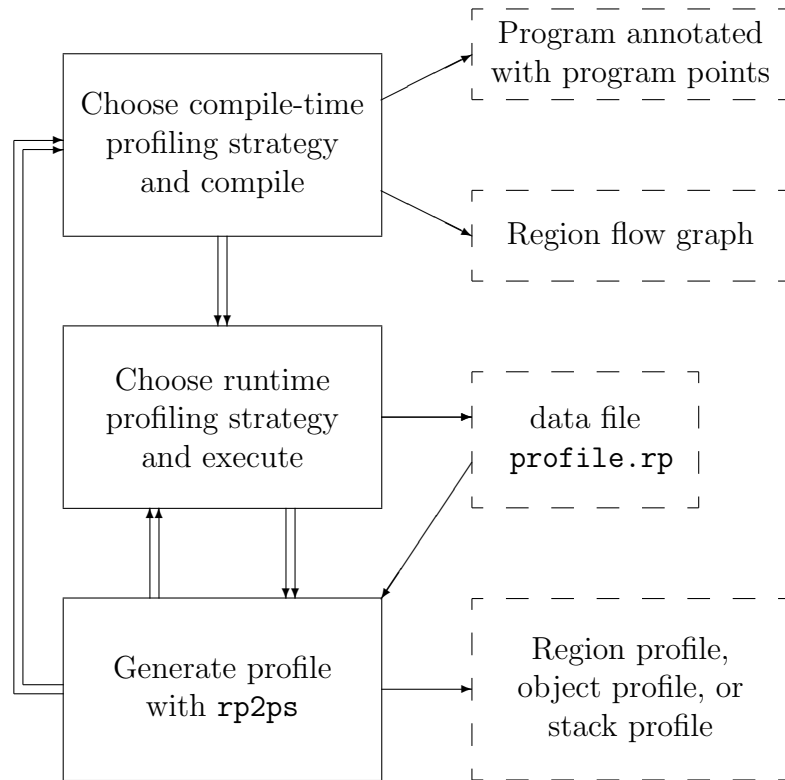 Program annotated
with program points
Choose compile-time
profiling strategy
and compile
Region flow graph
Choose runtime
profiling strategy
and execute
data file
profile.rp
Generate profile
with rp2ps
Region profile,
object profile, or
stack profile